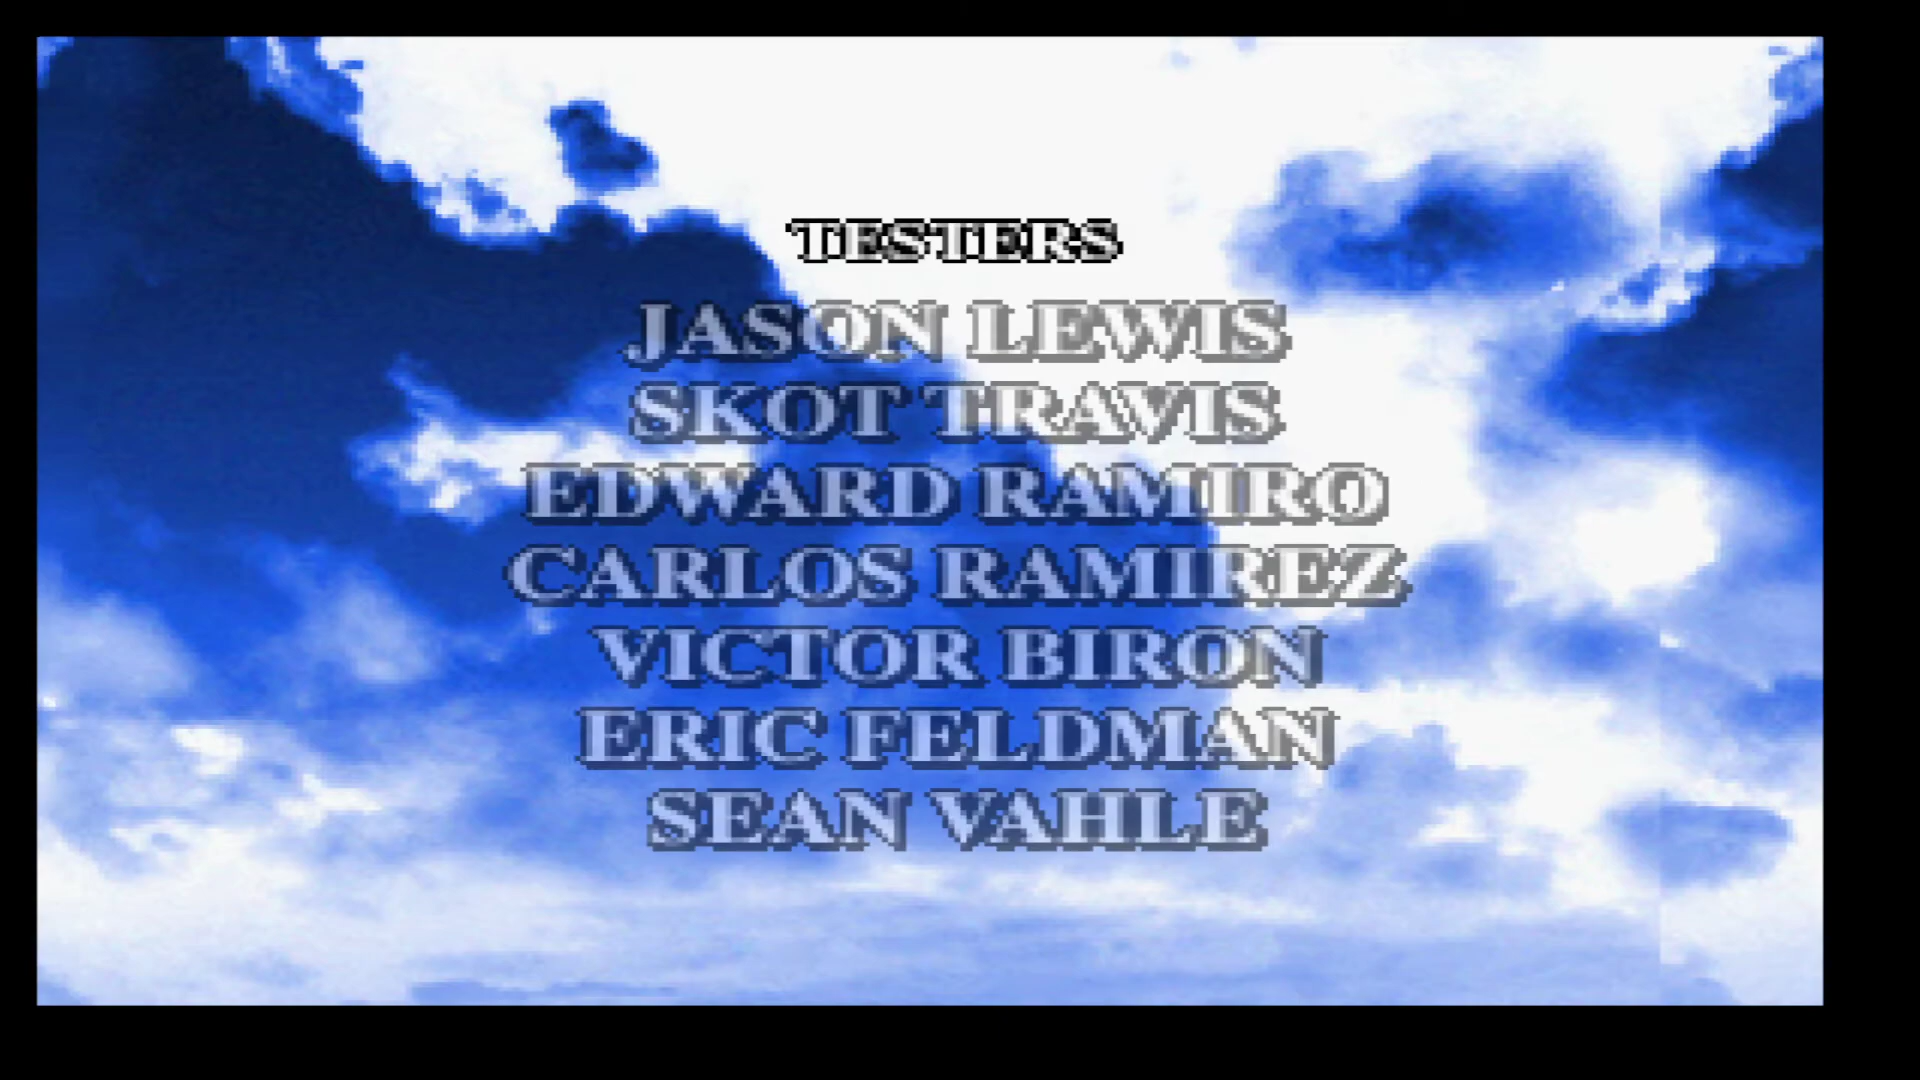 TESTERS
JASON LEWIS
SKOT TRAVIS
EDWARD RAMIRO
CARLOS RAMIREZ
VICTOR BIRON
ERIC FELDMAN
SEAN VAHLE